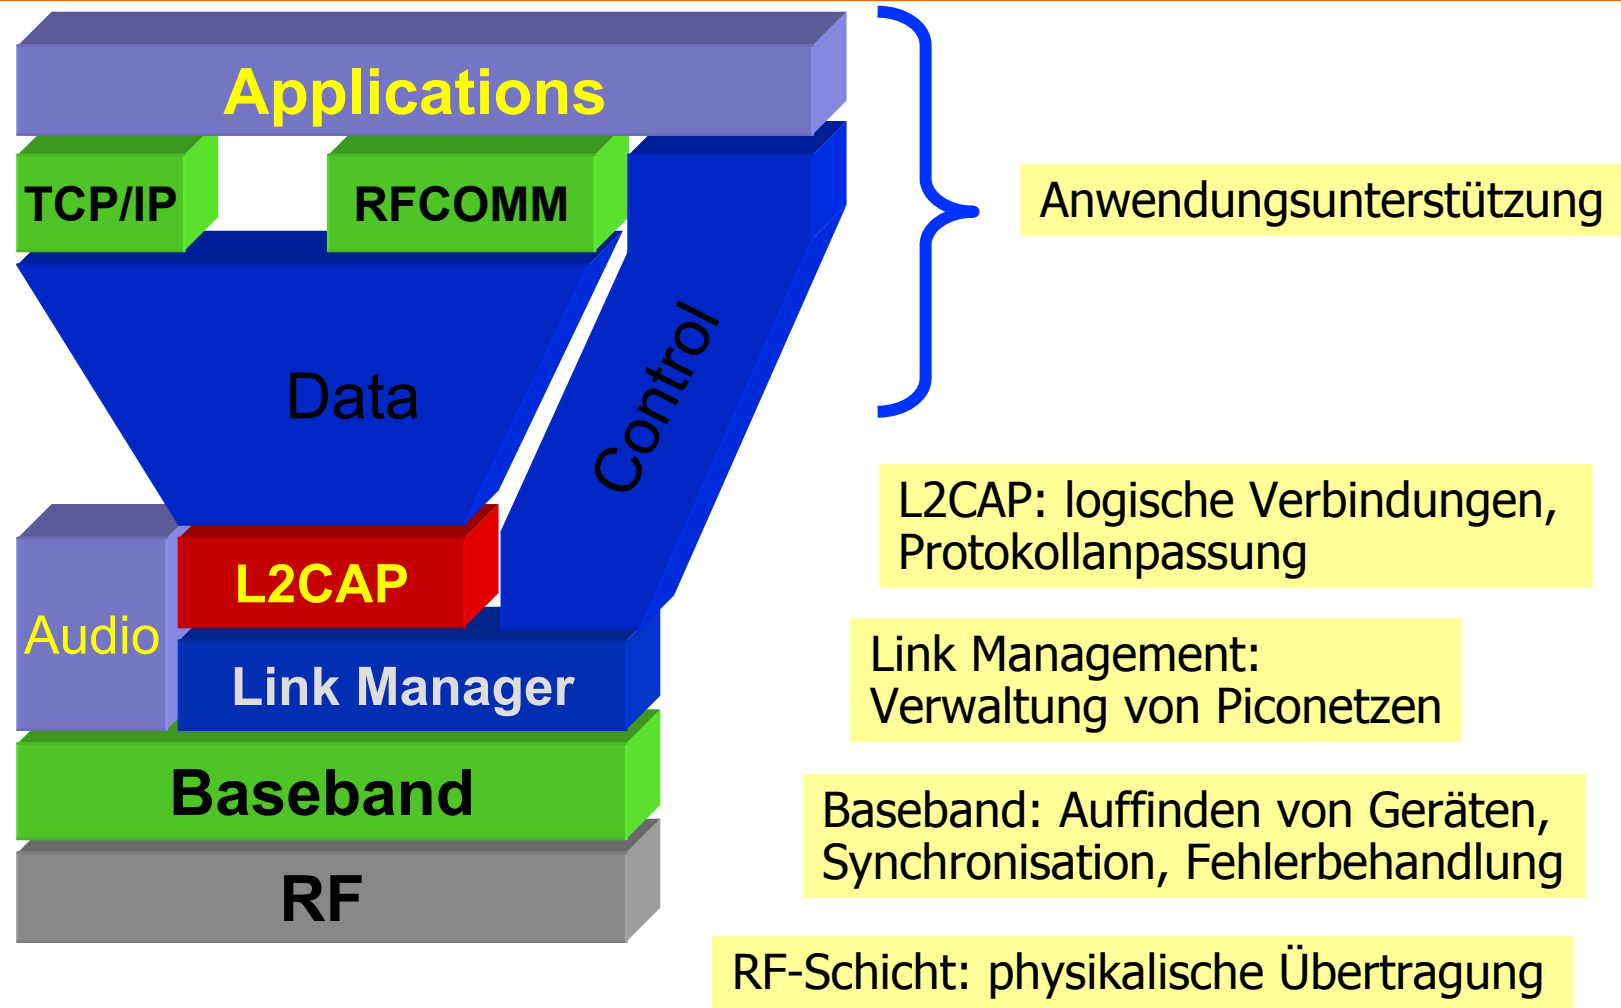 Applications
TCP/IP
RFCOMM
Anwendungsunterstützung
Data
Control
L2CAP: logische Verbindungen,
Protokollanpassung
L2CAP
Audio
Link Manager
Link Management:
Verwaltung von Piconetzen
Baseband
Baseband: Auffinden von Geräten,
Synchronisation, Fehlerbehandlung
RF
RF-Schicht: physikalische Übertragung